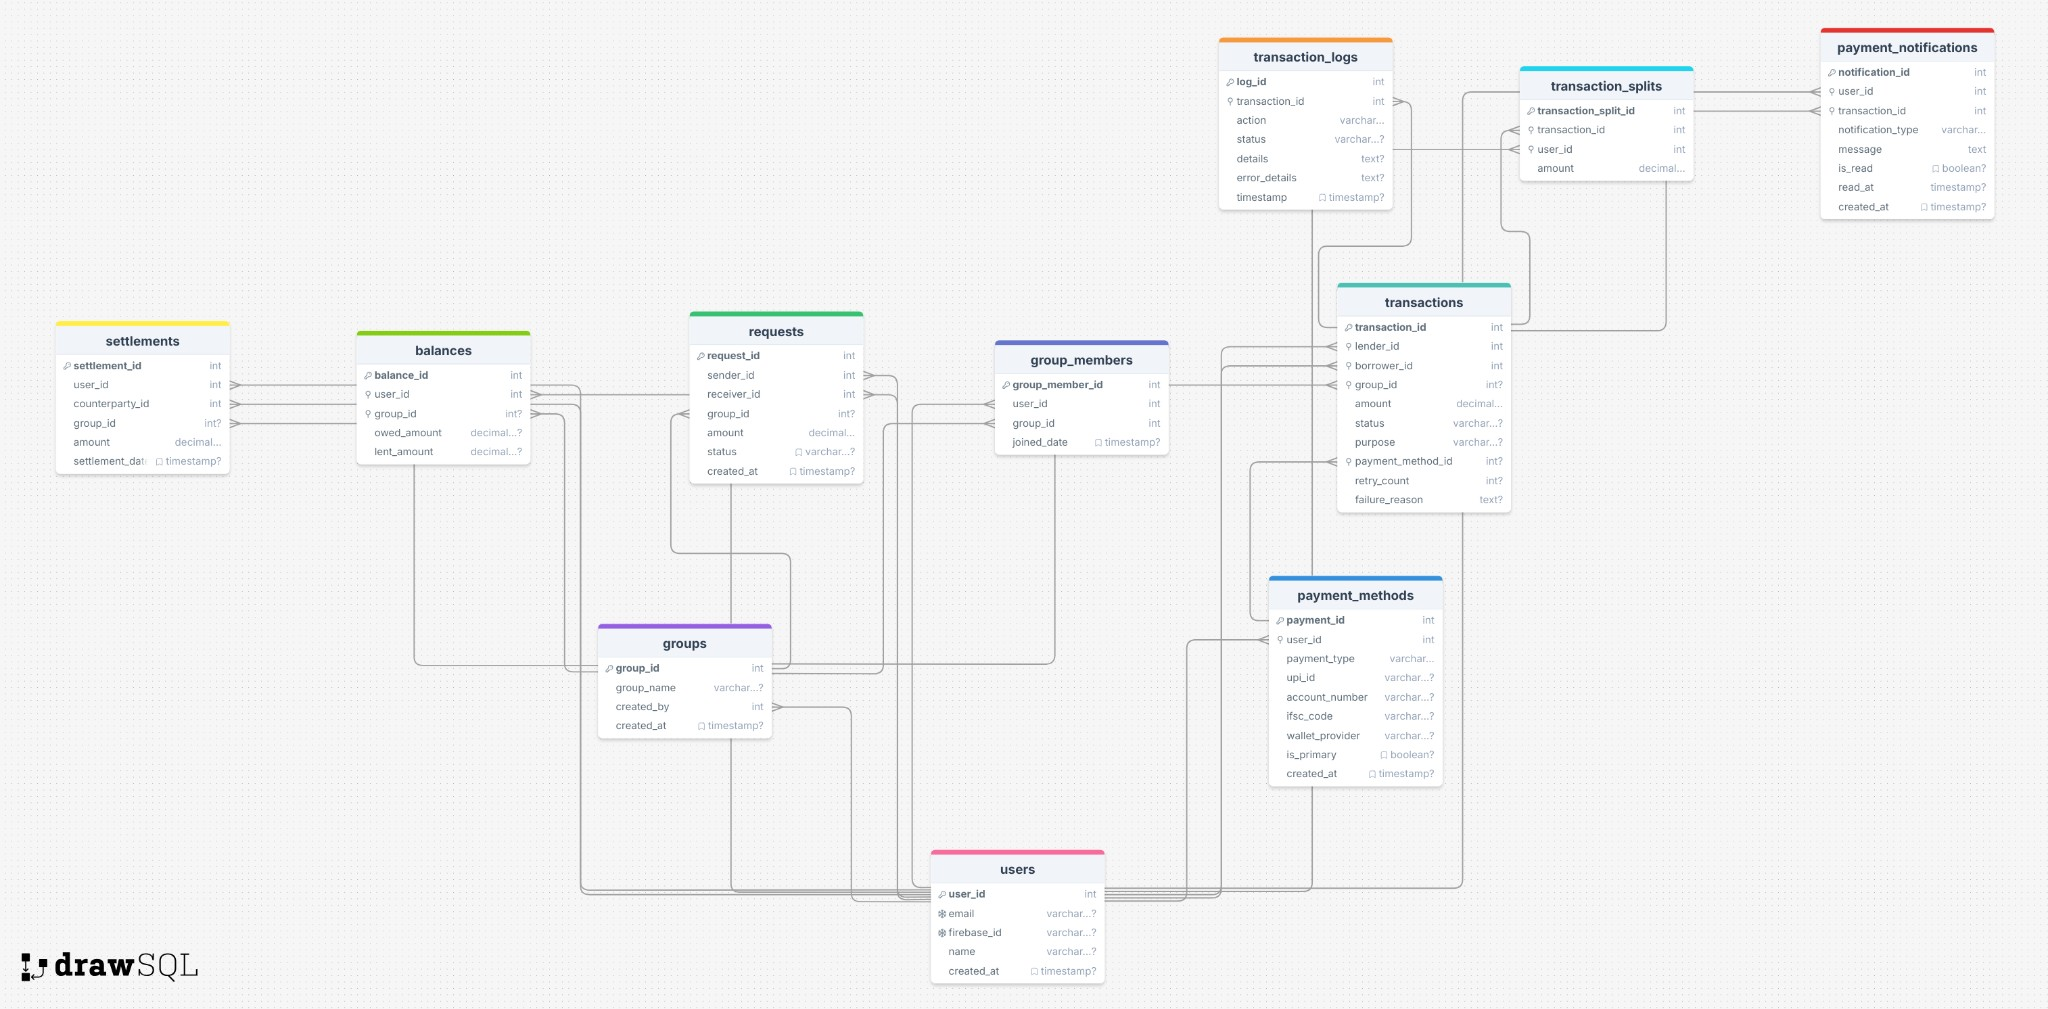 transaction_logs
log_id int
transaction_id int
action varchar...
status varchar...?
details text?
error_details text?
timestamp timestamp?
transaction_splits
transaction_split_id int
transaction_id int
user_id int
amount decimal...
payment_notifications
notification_id int
user_id int
transaction_id int
notification_type varchar...
message text
is_read boolean?
read_at timestamp?
created_at timestamp?
settlements
settlement_id int
user_id int
counterparty_id int
group_id int?
amount decimal...
settlement_dat timestamp?
balances
balance_id int
user_id int
group_id int?
owed_amount decimal...?
lent_amount decimal...?
requests
request_id int
sender_id int
receiver_id int
group_id int?
amount decimal...
status varchar...?
created_at timestamp?
group_members
group_member_id int
user_id int
group_id int
joined_date timestamp?
transactions
transaction_id int
lender_id int
borrower_id int
group_id int?
amount decimal...
status varchar...?
purpose varchar...?
payment_method_id int?
retry_count int?
failure_reason text?
groups
group_id int
group_name varchar...?
created_by int
created_at timestamp?
payment_methods
payment_id int
user_id int
payment_type varchar...
upi_id varchar...?
account_number varchar...?
ifsc_code varchar...?
wallet_provider varchar...?
is_primary boolean?
created_at timestamp?
users
user_id int
email varchar...?
firebase_id varchar...?
name varchar...?
created_at timestamp?
drawSQL